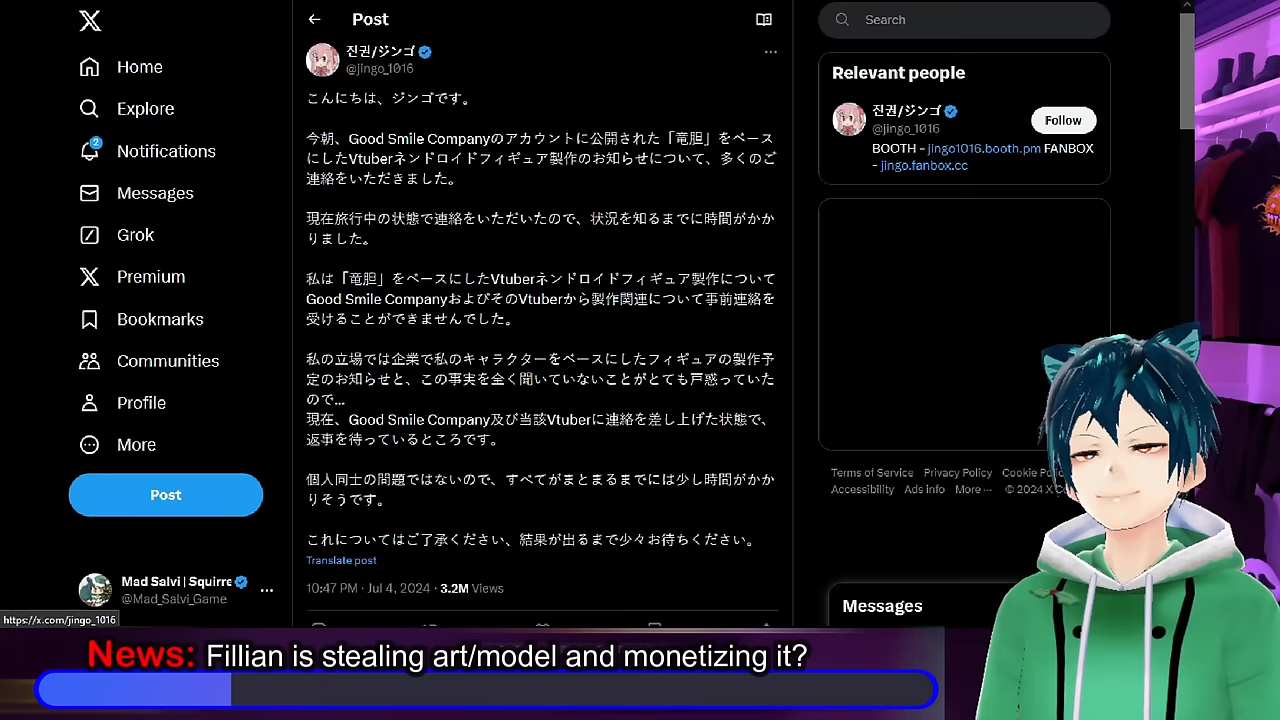 Home
Explore
2
Notifications
Messages
Grok
Premium
Bookmarks
Communities
Profile
More
Post
Mad Salvi | Squirre
@Mad_Salvi_Game
https://x.com/jingo_1016
Post
진권/ジンゴ
@jingo_1016
こんにちは、ジンゴです。
今朝、Good Smile Companyのアカウントに公開された「竜胆」をベース
にしたVtuberネンドロイドフィギュア製作のお知らせについて、多くのご
連絡をいただきました。
現在旅行中の状態で連絡をいただいたので、状況を知るまでに時間がかか
りました。
私は「竜胆」をベースにしたVtuberネンドロイドフィギュア製作について
Good Smile CompanyおよびそのVtuberから製作関連について事前連絡を
受けることができませんでした。
私の立場では企業で私のキャラクターをベースにしたフィギュアの製作予
定のお知らせと、この事実を全く聞いていないことがとても戸惑っていた
ので…
現在、Good Smile Company及び当該Vtuberに連絡を差し上げた状態で、
返事を待っているところです。
個人同士の問題ではないので、すべてがまとまるまでには少し時間がかか
りそうです。
これについてはご了承ください、結果が出るまで少々お待ちください。
Translate post
10:47 PM · Jul 4, 2024 · 3.2M Views
Search
Relevant people
진권/ジンゴ
@jingo_1016
Follow
BOOTH - jingo1016.booth.pm FANBOX
- jingo.fanbox.cc
Terms of Service Privacy Policy Cookie
Accessibility Ads info More ··· © 2024 X
Messages
News: Fillian is stealing art/model and monetizing it?